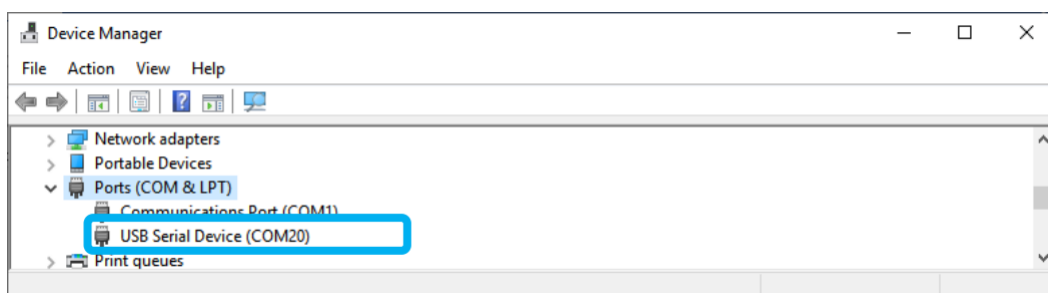 Device Manager
File Action View Help
Network adapters
Portable Devices
Ports (COM & LPT)
Communications Port (COM1)
USB Serial Device (COM20)
Print queues